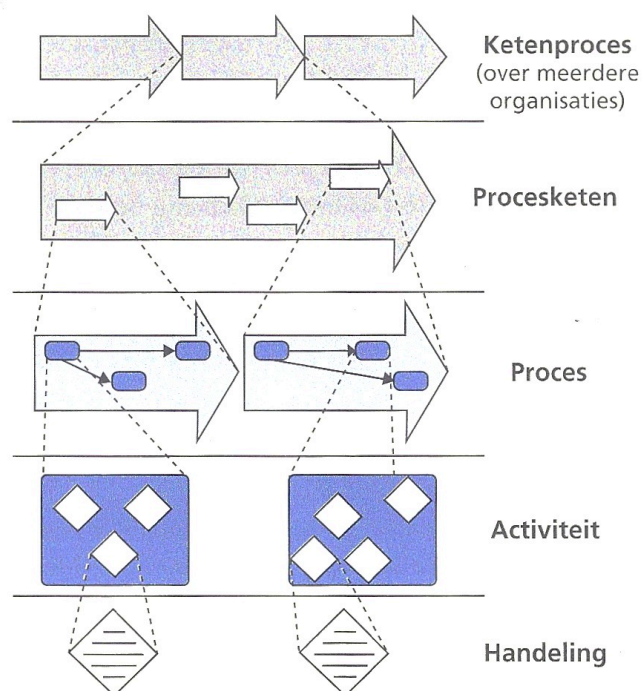 Ketenproces
(over meerdere
organisaties)
Procesketen
Proces
Activiteit
Handeling